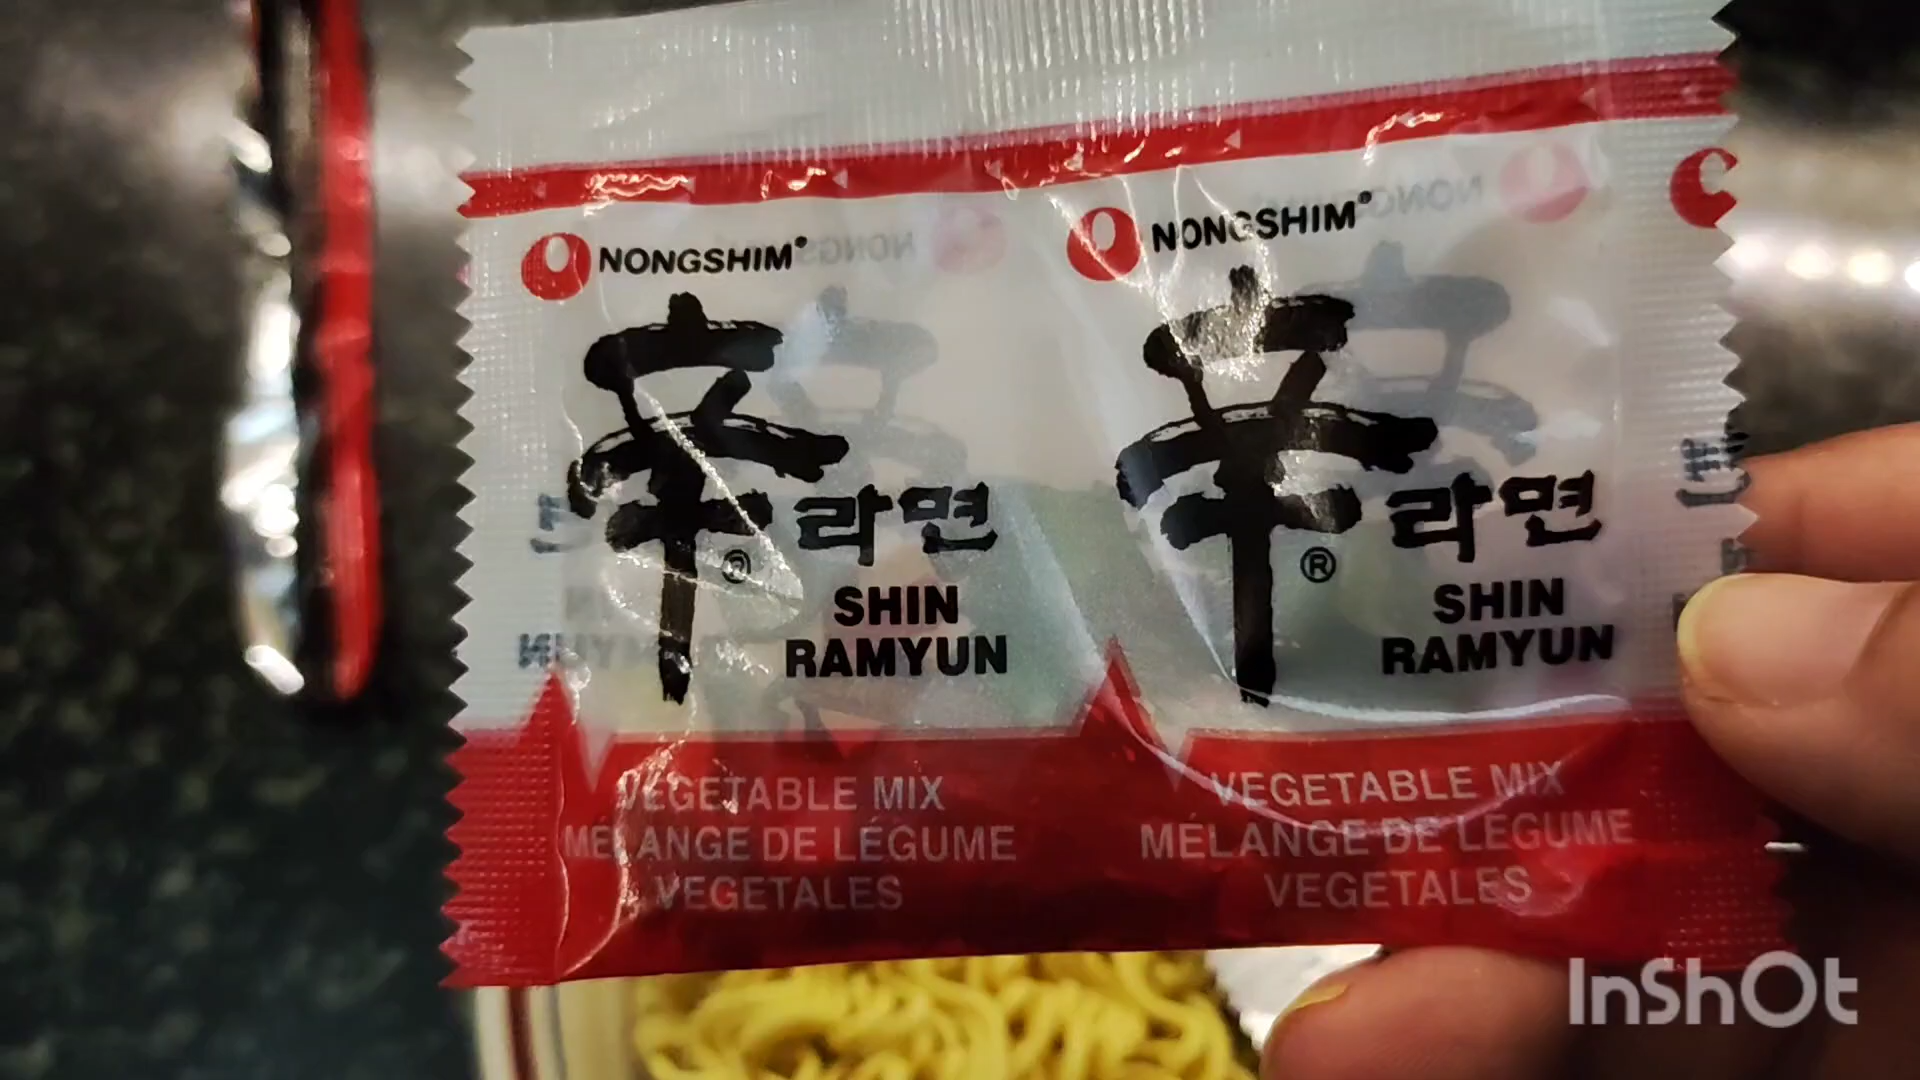 NONGSHIM®
辛라면®
SHIN
RAMYUN
VEGETABLE MIX
MÉLANGE DE LÉGUME
VEGETALES
NONGSHIM®
辛라면®
SHIN
RAMYUN
VEGETABLE MIX
MÉLANGE DE LÉGUME
VEGETALES
InShOt